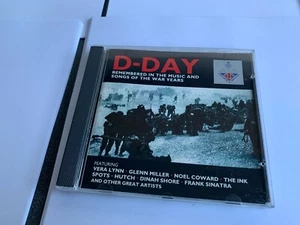 D-DAY
REMEMBERED IN THE MUSIC AND
SONGS OF THE WAR YEARS
FEATURING
VERA LYNN · GLENN MILLER · NOEL COWARD · THE INK
SPOTS · HUTCH · DINAH SHORE · FRANK SINATRA
AND OTHER GREAT ARTISTS